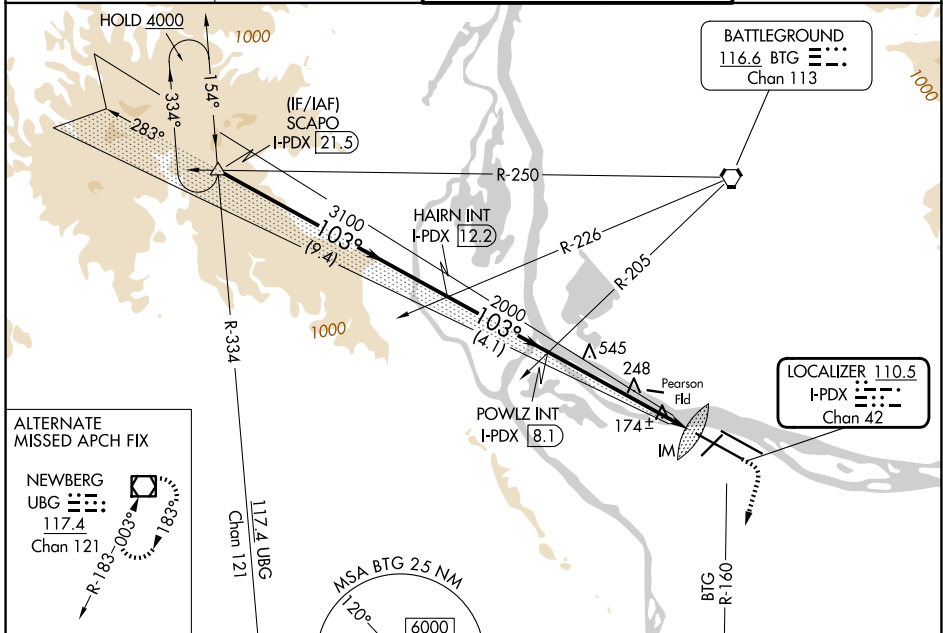 HOLD 4000
1000
BATTLEGROUND
116.6 BTG
Chan 113
1000
334°
154°
283°
(IF/IAF)
SCAPO
I-PDX 21.5
R-250
3100
103°
(9.4)
HAIRN INT
I-PDX 12.2
R-226
R-205
1000
2000
103°
(4.1)
R-334
545
248
Pearson
Fld
174±
LOCALIZER 110.5
I-PDX
Chan 42
POWLZ INT
I-PDX 8.1
IM
ALTERNATE
MISSED APCH FIX
NEWBERG
UBG
117.4
Chan 121
R-183
003°
183°
117.4 UBG
Chan 121
BTG
R-160
MSA BTG 25 NM
120°
6000